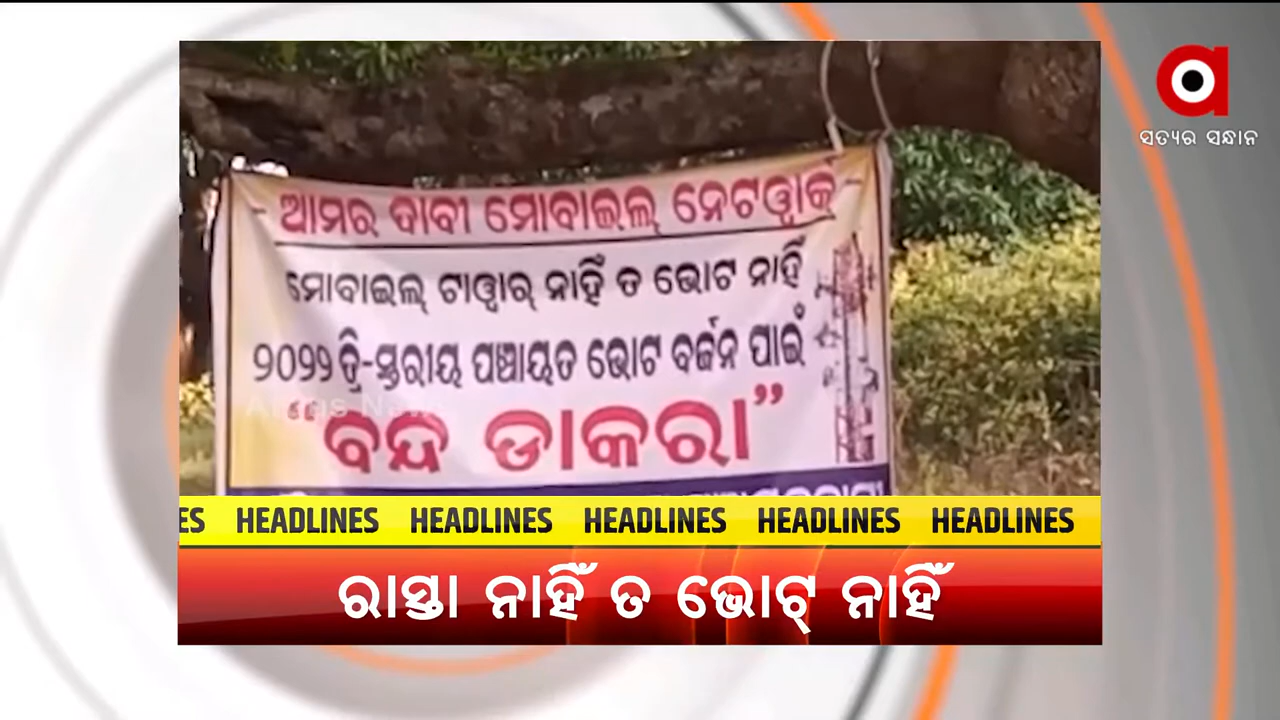 ସତ୍ୟର ସନ୍ଧାନ
ଆମର ଦାବୀ ମୋବାଇଲ୍ ନେଟୱାର୍କ
ମୋବାଇଲ୍ ଟାୱାର୍ ନାହିଁ ତ ଭୋଟ ନାହିଁ
୨୦୨୨ ତ୍ରି-ସ୍ତରୀୟ ପଞ୍ଚାୟତ ଭୋଟ ବର୍ଜନ ପାଇଁ
“ବନ୍ଦ ଡାକରା”
HEADLINES HEADLINES HEADLINES HEADLINES HEADLINES
ରାସ୍ତା ନାହିଁ ତ ଭୋଟ୍ ନାହିଁ